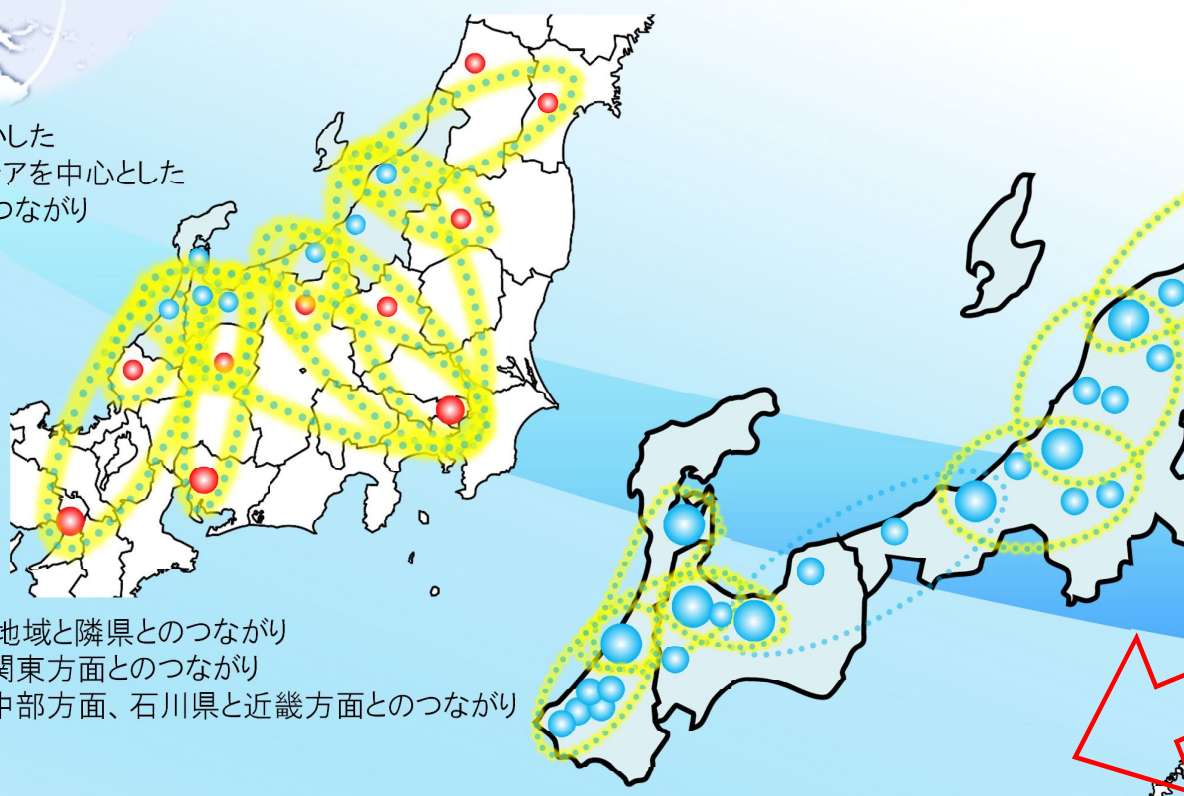 かした
アを中心とした
つながり
地域と隣県とのつながり
関東方面とのつながり
中部方面、石川県と近畿方面とのつながり